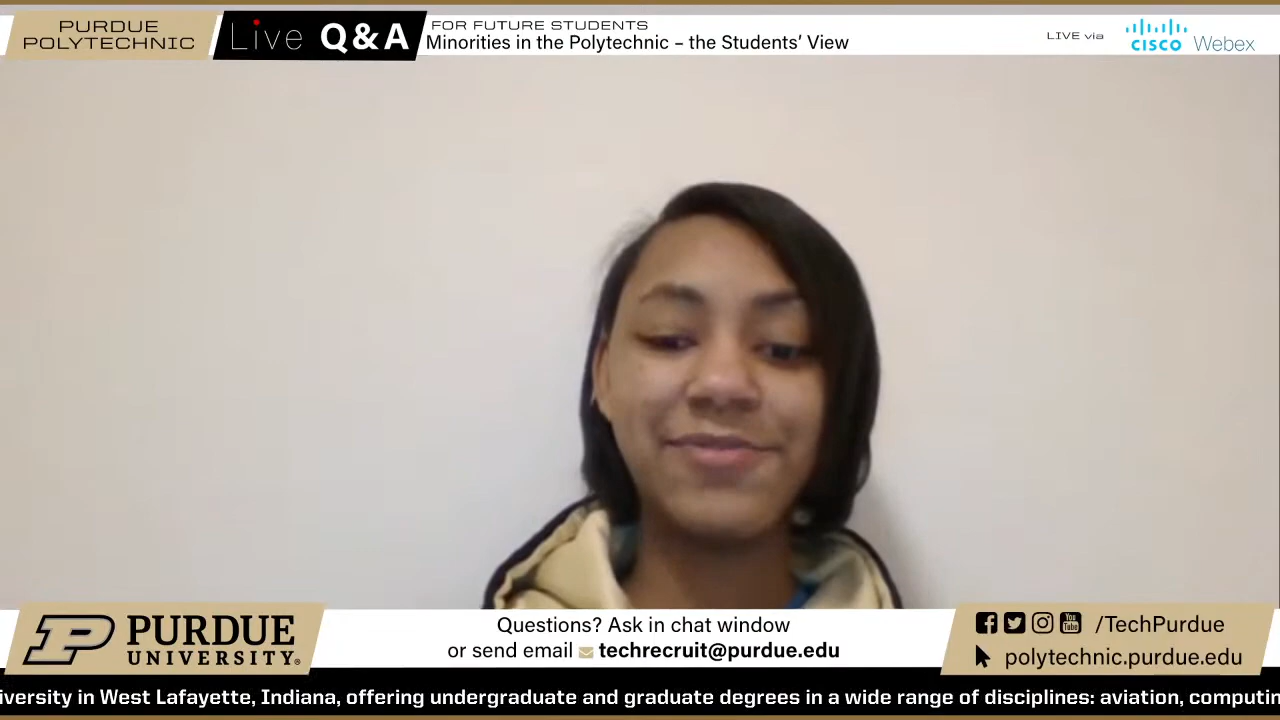 PURDUE
POLYTECHNIC
Live Q&A
FOR FUTURE STUDENTS
Minorities in the Polytechnic – the Students' View
LIVE via
CISCO Webex
P PURDUE
UNIVERSITY®
Questions? Ask in chat window
or send email techrecruit@purdue.edu
You
Tube
/TechPurdue
polytechnic.purdue.edu
iversity in West Lafayette, Indiana, offering undergraduate and graduate degrees in a wide range of disciplines: aviation, computin